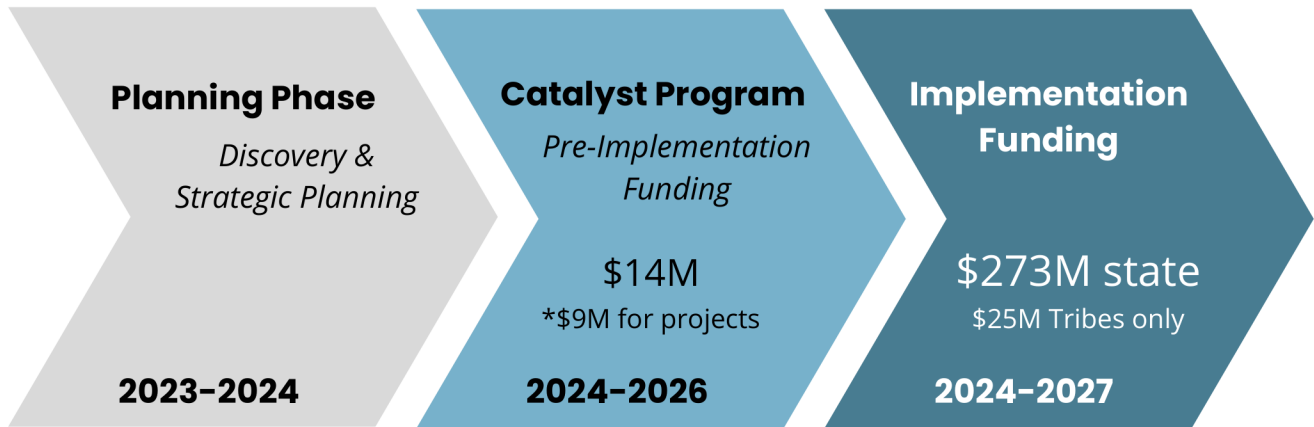 Planning Phase
Discovery &
Strategic Planning
2023-2024
Catalyst Program
Pre-Implementation
Funding
$14M
*$9M for projects
2024-2026
Implementation
Funding
$273M state
$25M Tribes only
2024-2027